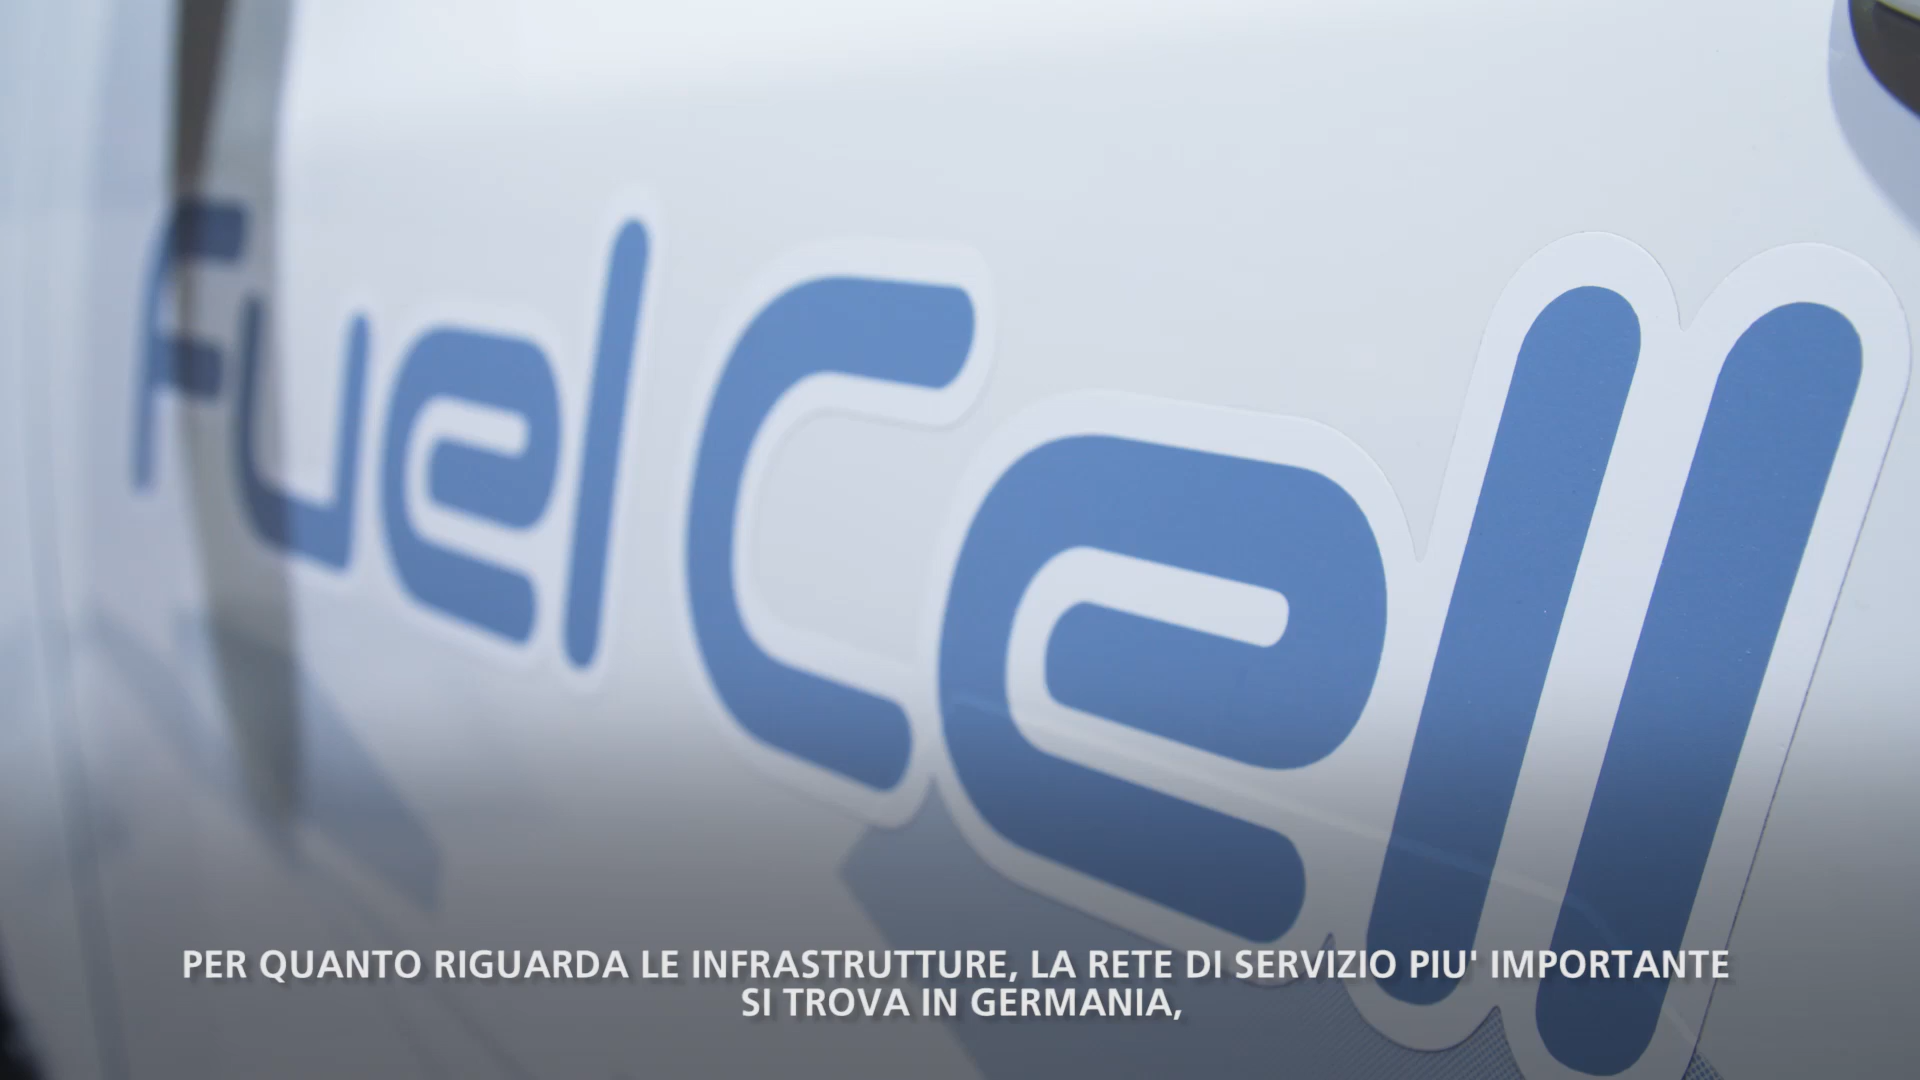 Fuel Cell
PER QUANTO RIGUARDA LE INFRASTRUTTURE, LA RETE DI SERVIZIO PIU' IMPORTANTE
SI TROVA IN GERMANIA,